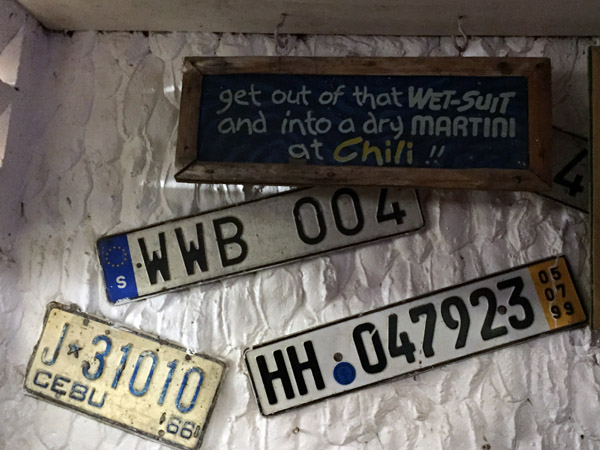 get out of that WET-SUIT
and into a dry MARTINI
at Chili !!
4
S WWB 004
HH 047923 05 07 99
J★31010
CEBU 66